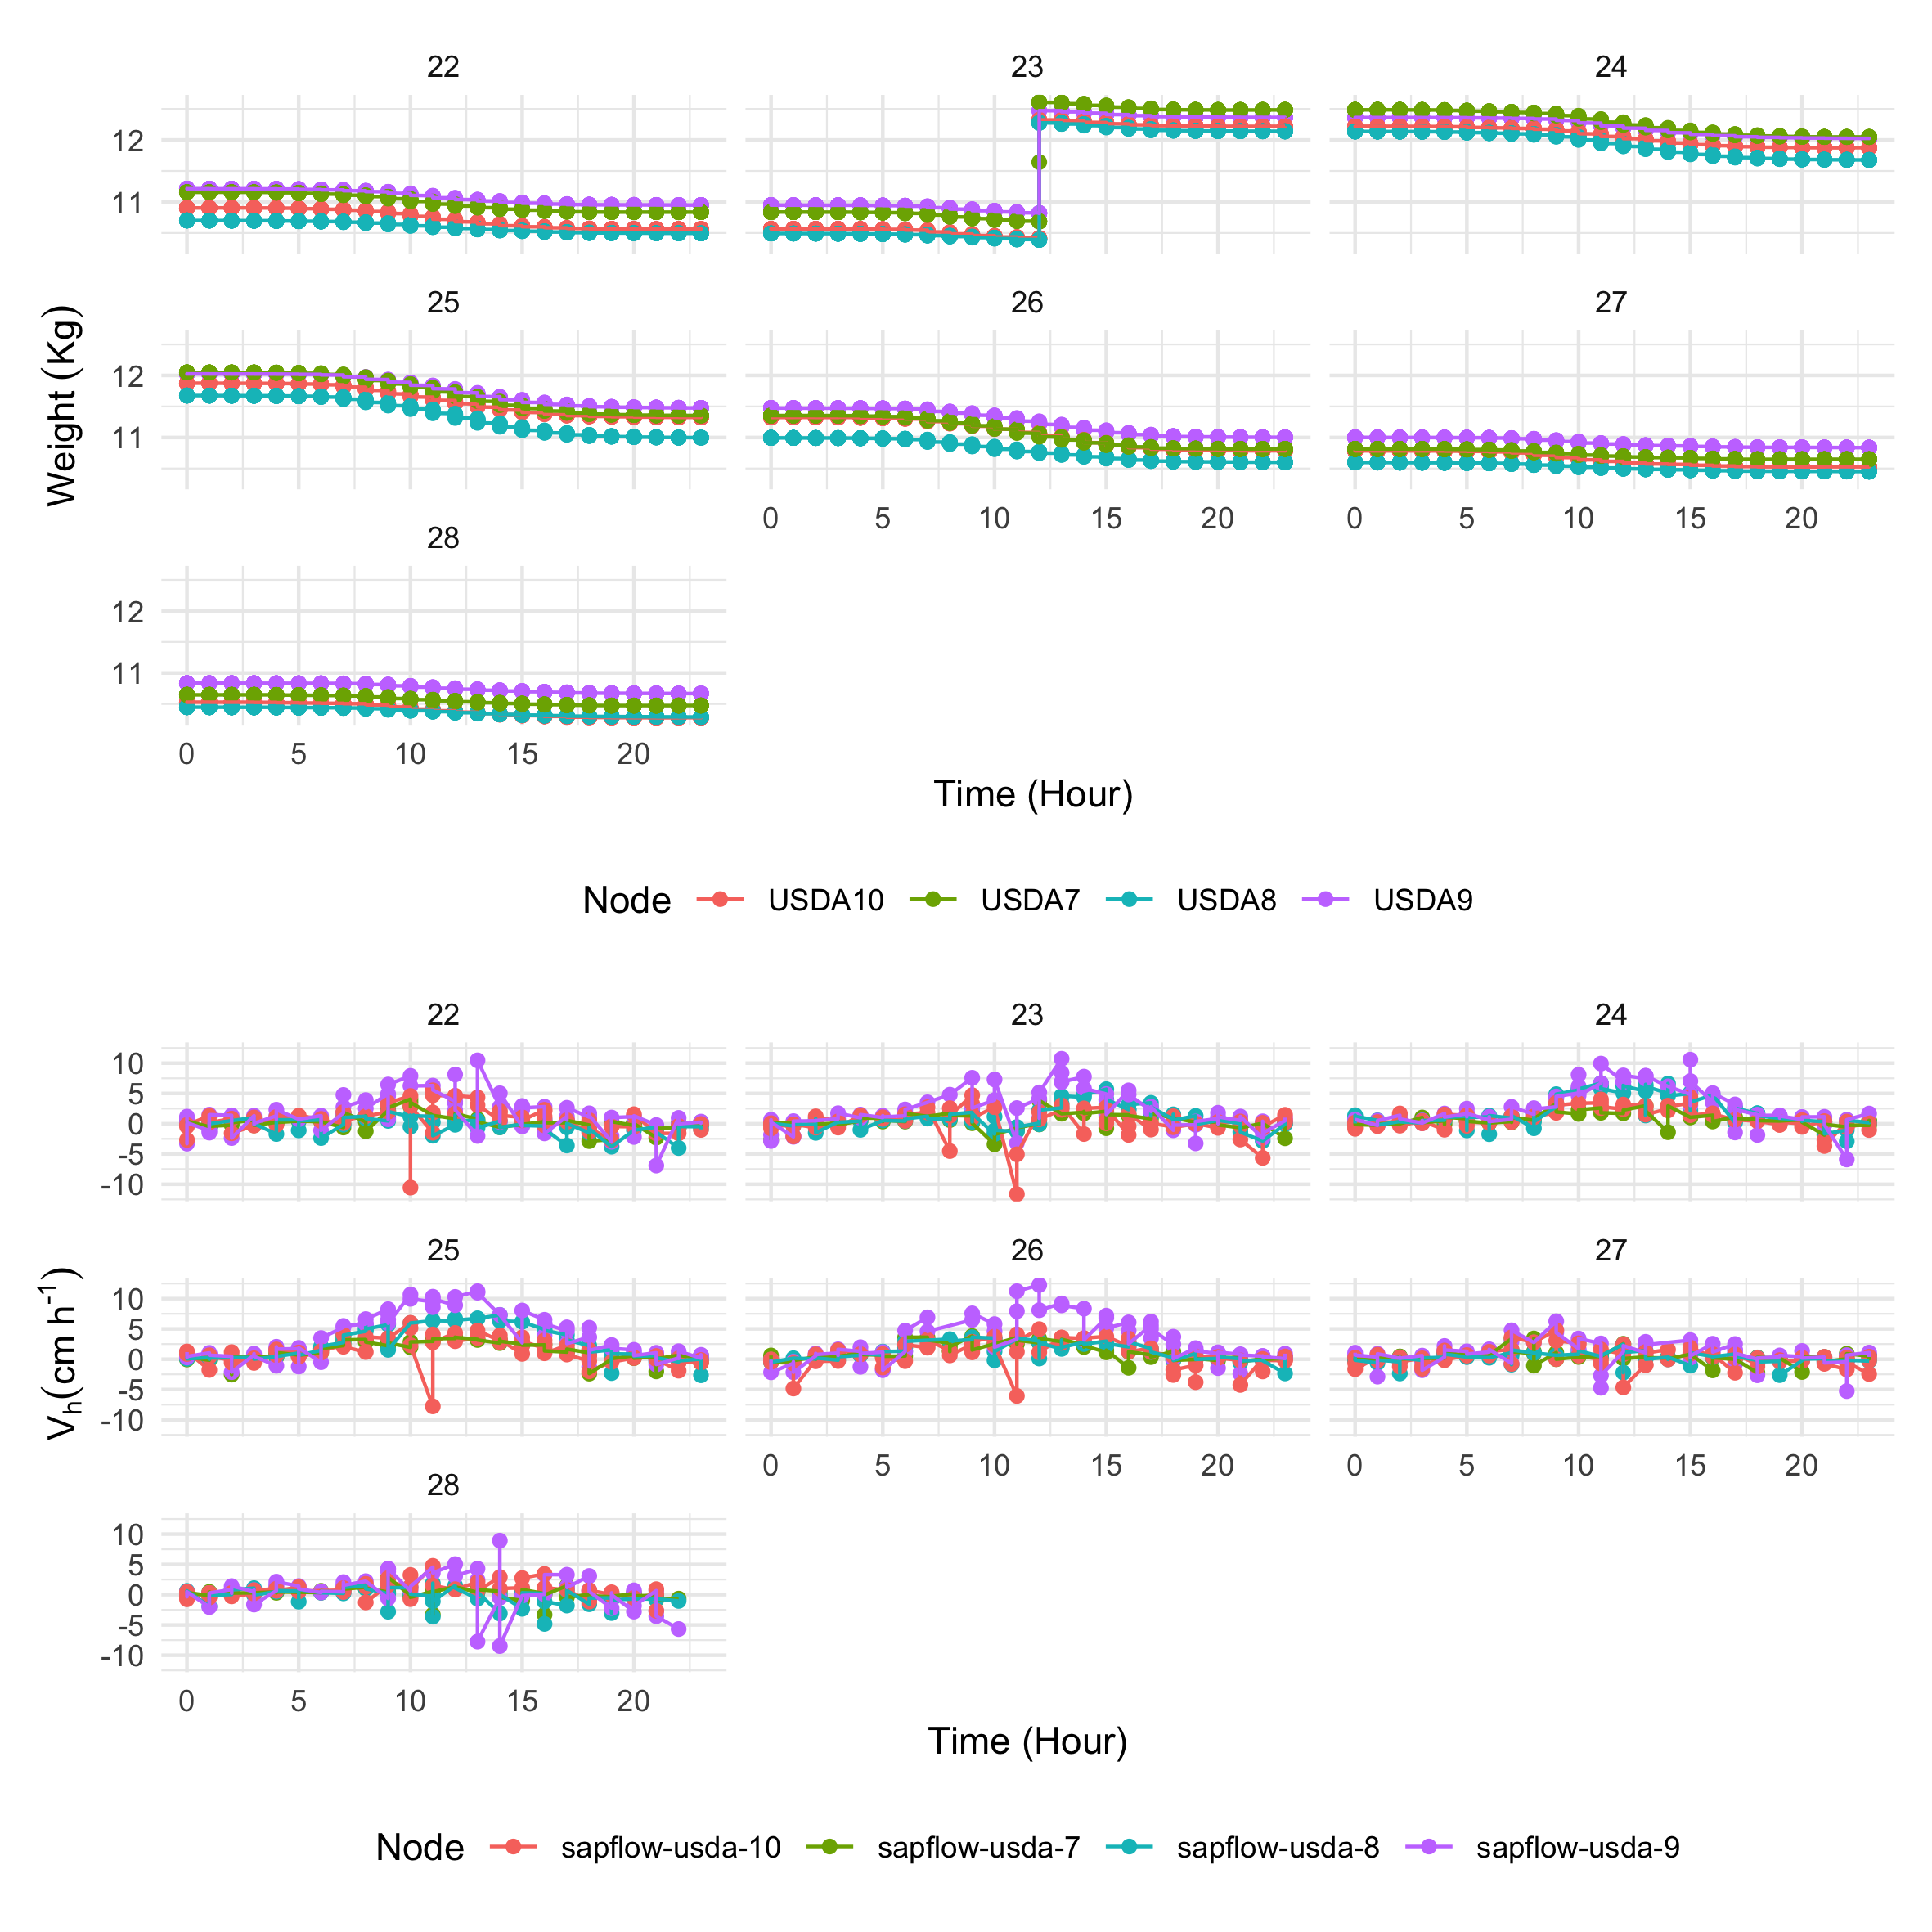 22 23 24
12
11
25 26 27
12
11
0 5 10 15 20 0 5 10 15 20
28
12
11
0 5 10 15 20
Weight (Kg)
Time (Hour)
Node USDA10 USDA7 USDA8 USDA9
22 23 24
10
5
0
-5
-10
25 26 27
10
5
0
-5
-10
0 5 10 15 20 0 5 10 15 20
28
10
5
0
-5
-10
0 5 10 15 20
Vh(cm h-1)
Time (Hour)
Node sapflow-usda-10 sapflow-usda-7 sapflow-usda-8 sapflow-usda-9